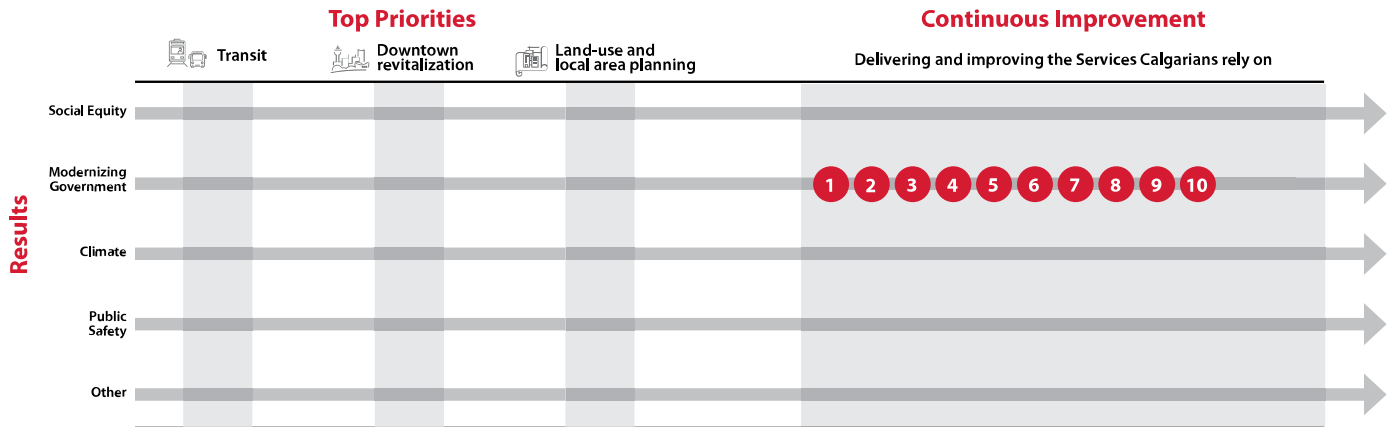 Top Priorities
Continuous Improvement
Transit
Downtown
revitalization
Land-use and
local area planning
Delivering and improving the Services Calgarians rely on
Results
Social Equity
Modernizing
Government
1 2 3 4 5 6 7 8 9 10
Climate
Public
Safety
Other